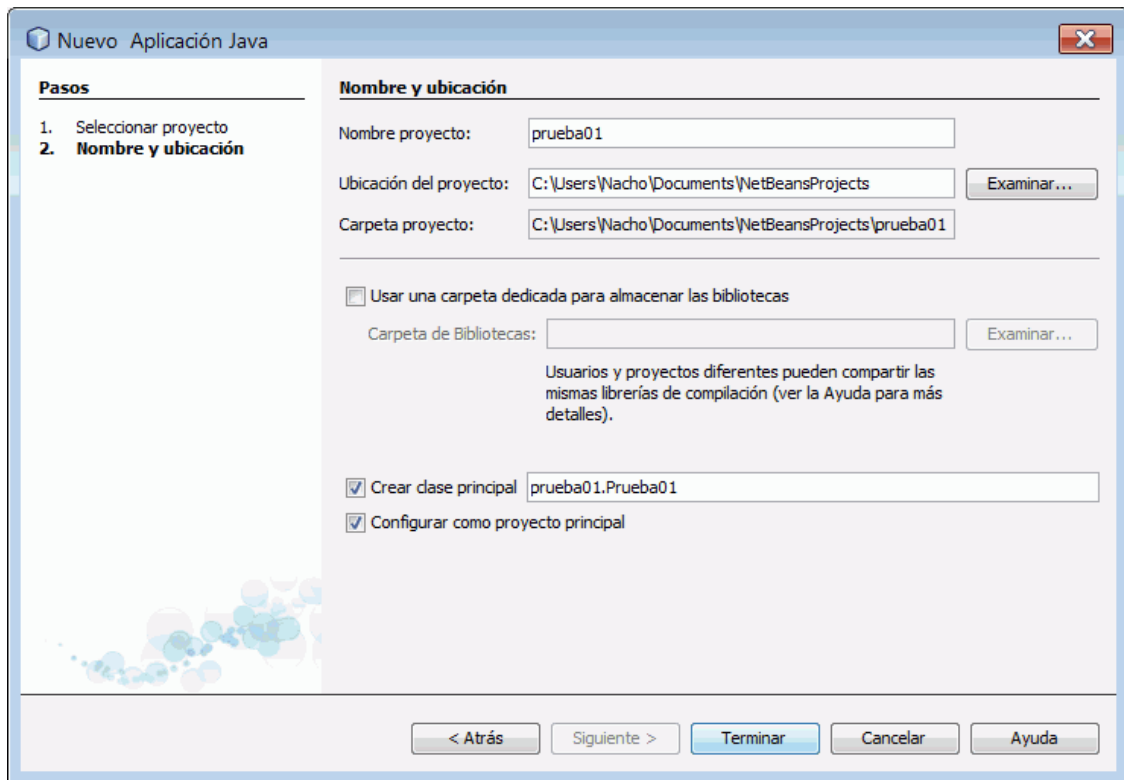 Nuevo  Aplicación Java
Pasos
1. Seleccionar proyecto
2. Nombre y ubicación
Nombre y ubicación
Nombre proyecto: prueba01
Ubicación del proyecto: C:\Users\Nacho\Documents\NetBeansProjects Examinar...
Carpeta proyecto: C:\Users\Nacho\Documents\NetBeansProjects\prueba01
Usar una carpeta dedicada para almacenar las bibliotecas
Carpeta de Bibliotecas: Examinar...
Usuarios y proyectos diferentes pueden compartir las
mismas librerías de compilación (ver la Ayuda para más
detalles).
Crear clase principal prueba01.Prueba01
Configurar como proyecto principal
< Atrás Siguiente > Terminar Cancelar Ayuda